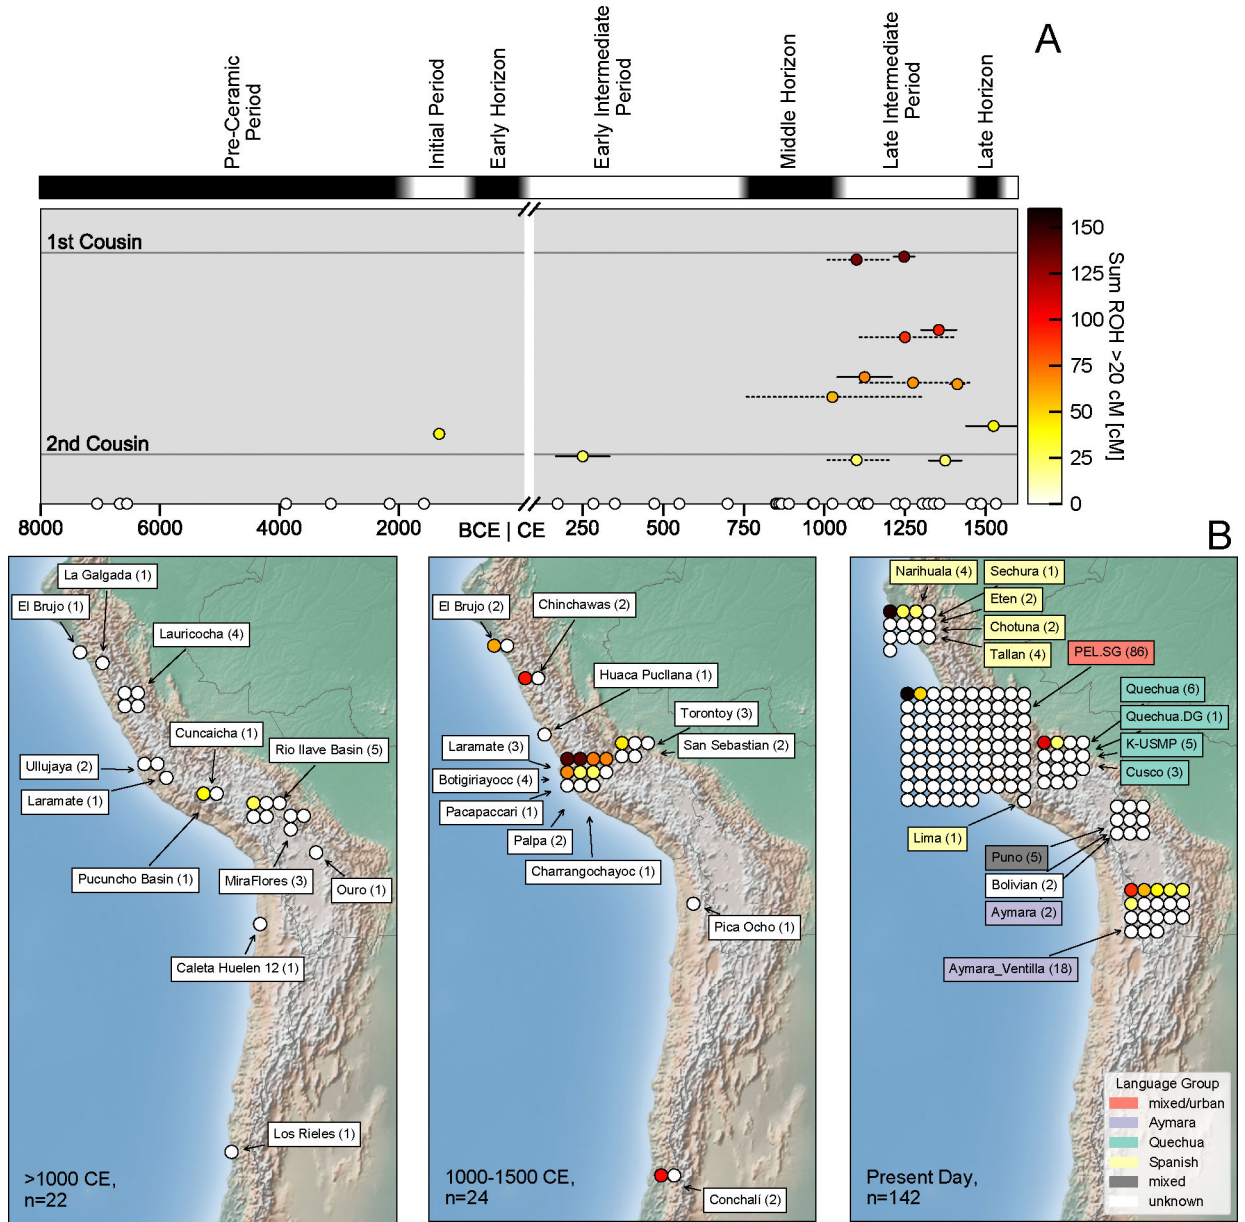 A
Pre-Ceramic
Period
Initial Period
Early Horizon
Early Intermediate
Period
Middle Horizon
Late Intermediate
Period
Late Horizon
1st Cousin
2nd Cousin
8000
6000
4000
2000
BCE | CE
250
500
750
1000
1250
1500
150
125
100
75
50
25
0
Sum ROH >20 cM [cM]
B
La Galgada (1)
El Brujo (1)
Lauricocha (4)
Cuncaicha (1)
Rio Ilave Basin (5)
Ullujaya (2)
Laramate (1)
Pucuncho Basin (1)
MiraFlores (3)
Ouro (1)
Caleta Huelen 12 (1)
Los Rieles (1)
>1000 CE,
n=22
El Brujo (2)
Chinchawas (2)
Huaca Pucllana (1)
Torontoy (3)
Laramate (3)
San Sebastian (2)
Botigiriayocc (4)
Pacapaccari (1)
Palpa (2)
Charrangochayoc (1)
Pica Ocho (1)
Conchalí (2)
1000-1500 CE,
n=24
Narihuala (4)
Sechura (1)
Eten (2)
Chotuna (2)
Tallan (4)
PEL.SG (86)
Quechua (6)
Quechua.DG (1)
K-USMP (5)
Cusco (3)
Lima (1)
Puno (5)
Bolivian (2)
Aymara (2)
Aymara_Ventilla (18)
Present Day,
n=142
Language Group
mixed/urban
Aymara
Quechua
Spanish
mixed
unknown